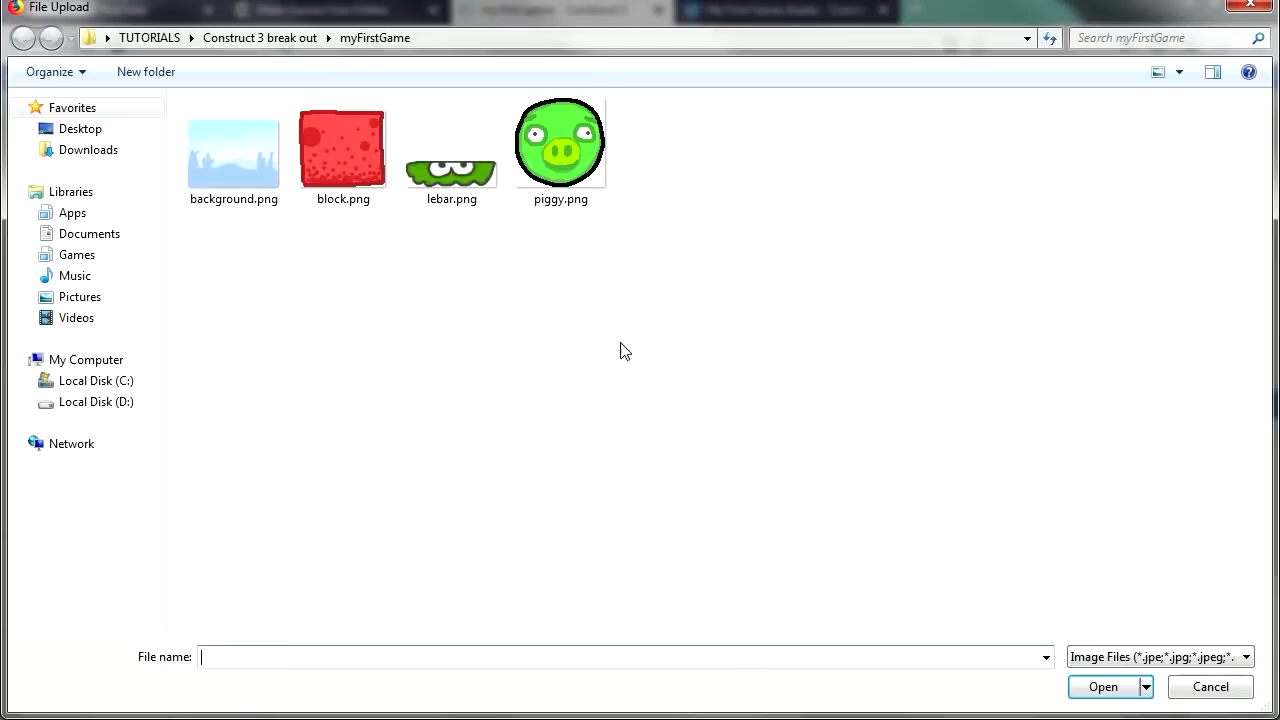 File Upload
TUTORIALS Construct 3 break out myFirstGame
Search myFirstGame
Organize New folder
Favorites
Desktop
Downloads
Libraries
Apps
Documents
Games
Music
Pictures
Videos
My Computer
Local Disk (C:)
Local Disk (D:)
Network
background.png block.png lebar.png piggy.png
File name:
Image Files (*.jpe;*.jpg;*.jpeg;*.
Open Cancel